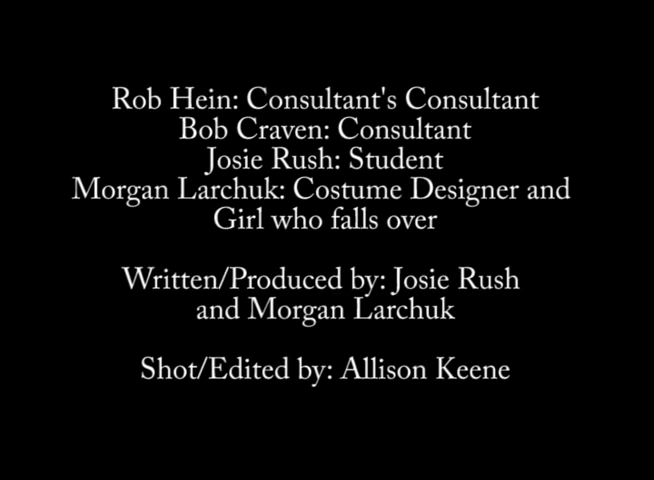 Rob Hein: Consultant's Consultant
Bob Craven: Consultant
Josie Rush: Student
Morgan Larchuk: Costume Designer and
Girl who falls over
Written/Produced by: Josie Rush
and Morgan Larchuk
Shot/Edited by: Allison Keene